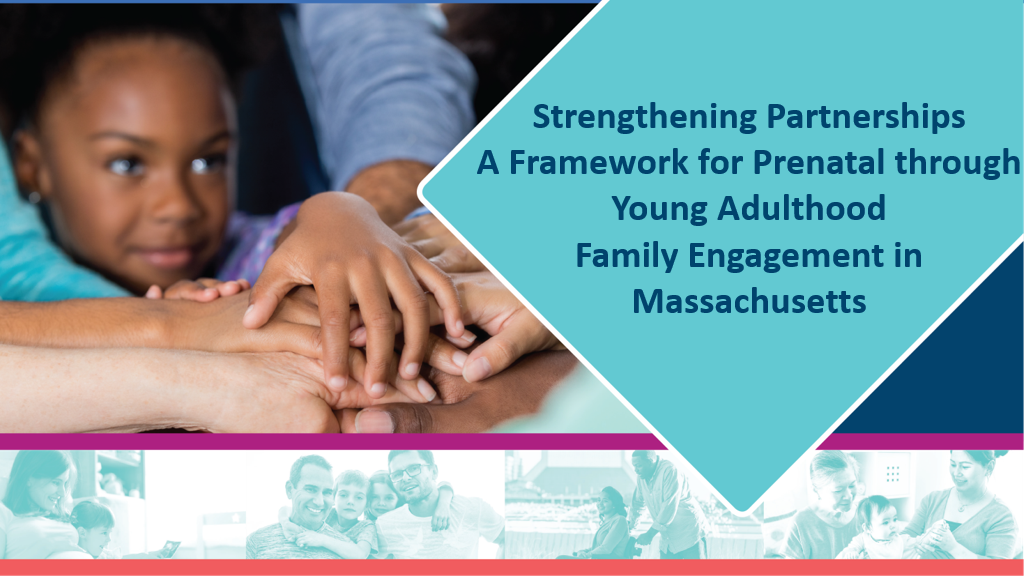 Strengthening Partnerships
A Framework for Prenatal through
Young Adulthood
Family Engagement in
Massachusetts